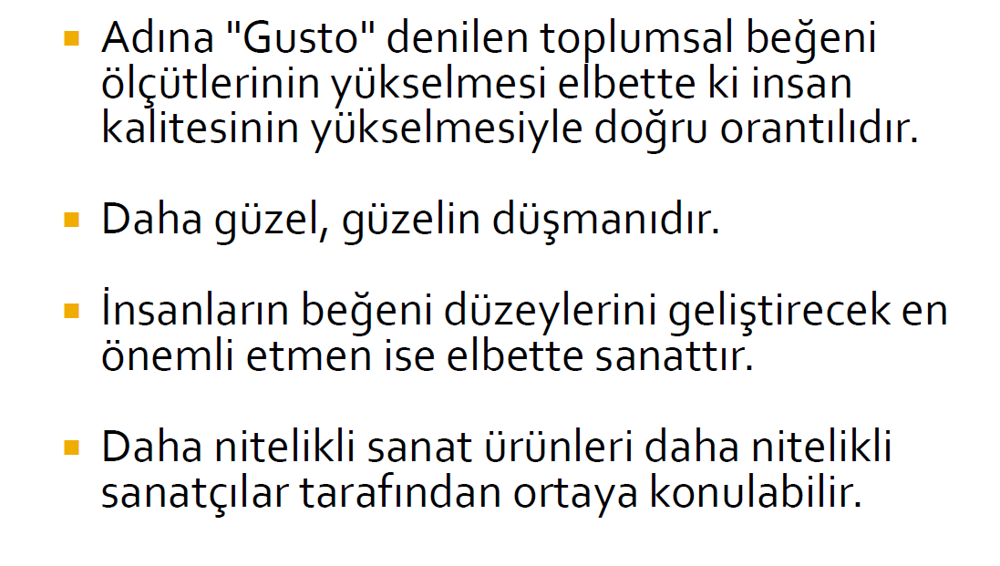 Adına "Gusto" denilen toplumsal beğeni
ölçütlerinin yükselmesi elbette ki insan
kalitesinin yükselmesiyle doğru orantılıdır.
Daha güzel, güzelin düşmanıdır.
İnsanların beğeni düzeylerini geliştirecek en
önemli etmen ise elbette sanattır.
Daha nitelikli sanat ürünleri daha nitelikli
sanatçılar tarafından ortaya konulabilir.